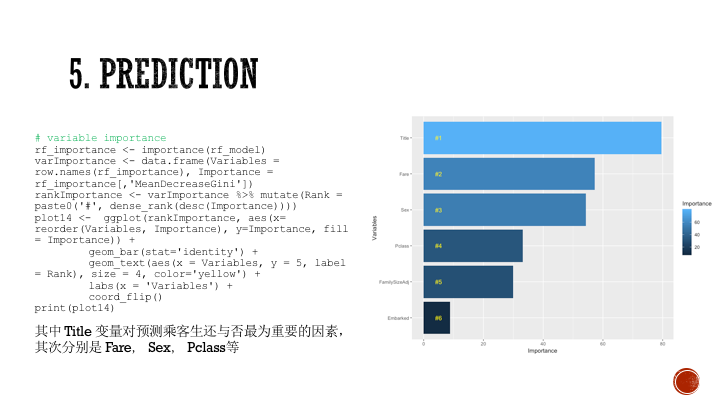 5. PREDICTION
# variable importance
rf_importance <- importance(rf_model)
varImportance <- data.frame(Variables =
row.names(rf_importance), Importance =
rf_importance[,'MeanDecreaseGini'])
rankImportance <- varImportance %>% mutate(Rank =
paste0('#', dense_rank(desc(Importance))))
plot14 <-  ggplot(rankImportance, aes(x=
reorder(Variables, Importance), y=Importance, fill
= Importance)) +
        geom_bar(stat='identity') +
        geom_text(aes(x = Variables, y = 5, label
= Rank), size = 4, color='yellow') +
        labs(x = 'Variables') +
        coord_flip()
print(plot14)
其中 Title 变量对预测乘客生还与否最为重要的因素，
其次分别是 Fare， Sex， Pclass等
Variables
Title
#1
Fare
#2
Sex
#3
Pclass
#4
FamilySizeAdj
#5
Embarked
#6
0 20 40 60 80
Importance
Importance
60
40
20